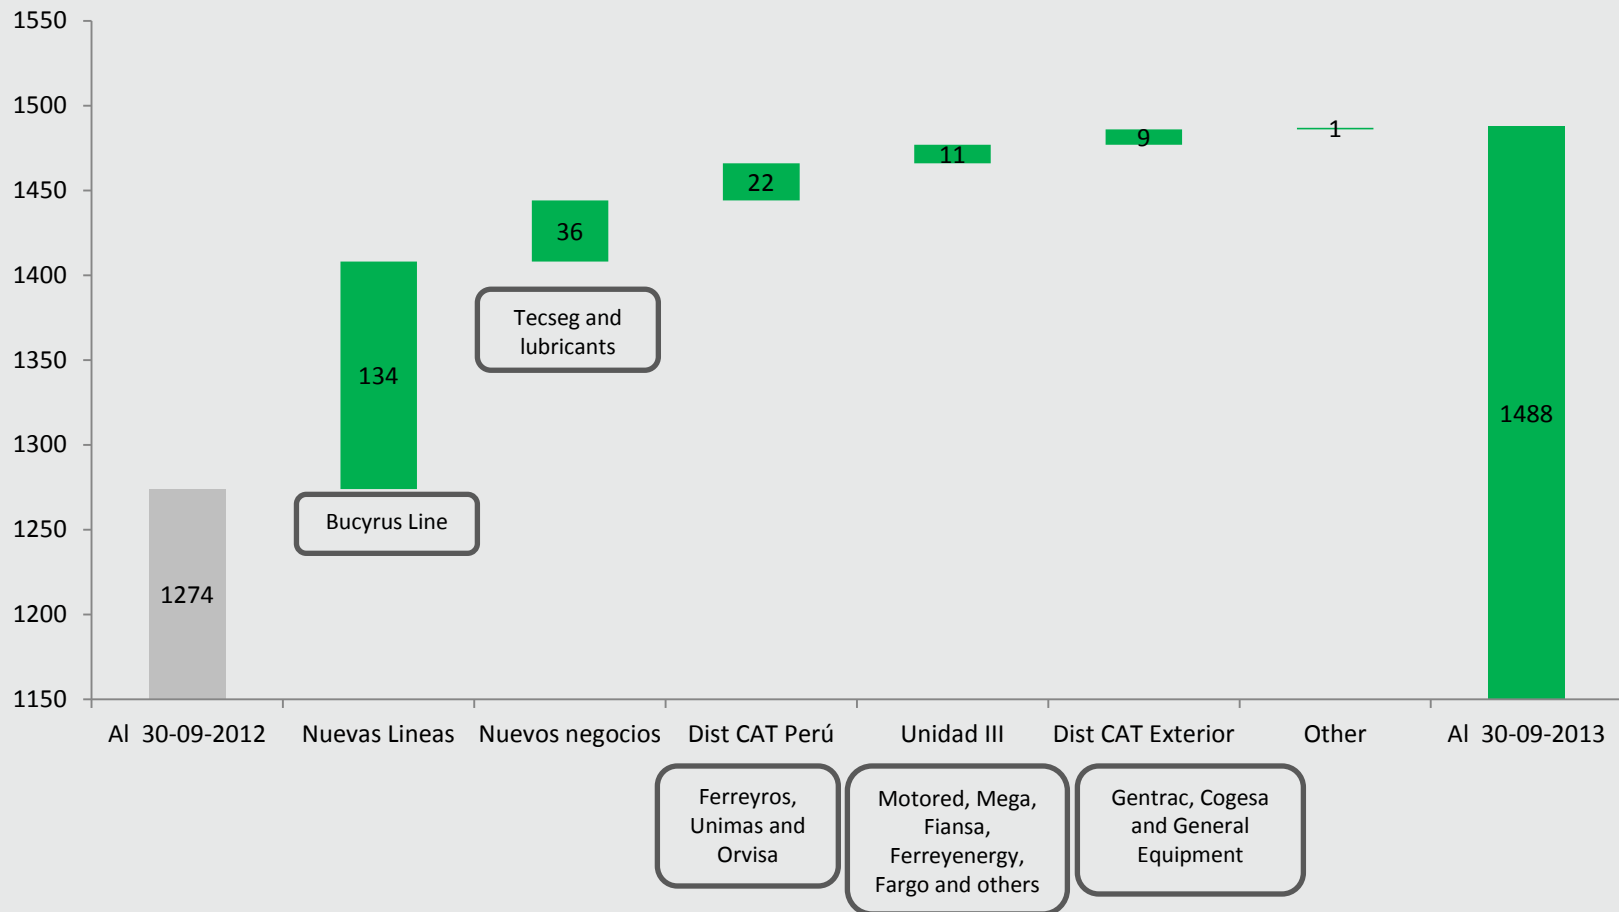 1550
1500
1450
1400
1350
1300
1250
1200
1150
1274
134
36
22
11
9
1
1488
Bucyrus Line
Tecseg and
lubricants
Al 30-09-2012
Nuevas Lineas
Nuevos negocios
Dist CAT Perú
Unidad III
Dist CAT Exterior
Other
Al 30-09-2013
Ferreyros,
Unimas and
Orvisa
Motored, Mega,
Fiansa,
Ferreyenergy,
Fargo and others
Gentrac, Cogesa
and General
Equipment